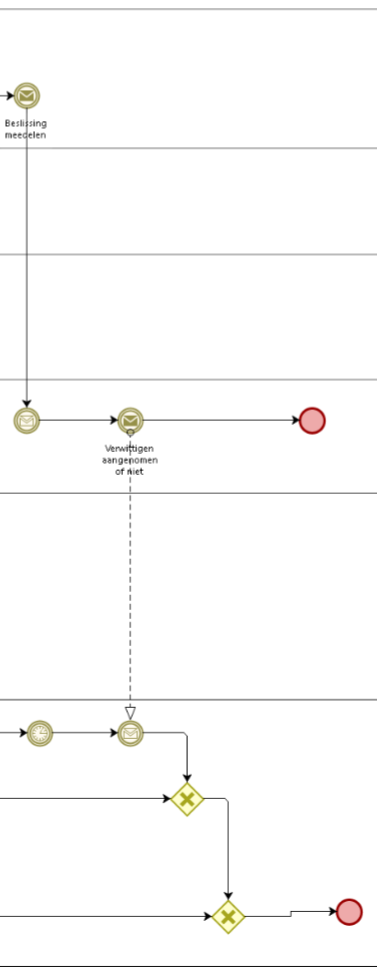 Beslissing
meedelen
Verwittigen
aangenomen
of niet